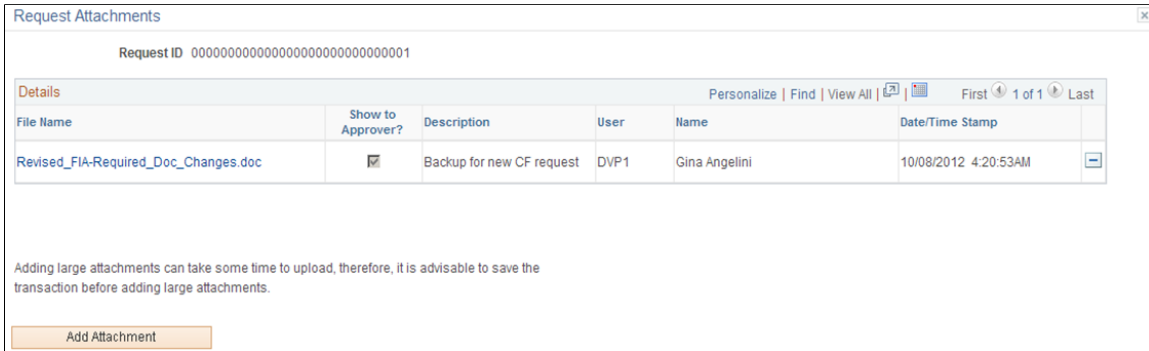 Request Attachments
Request ID 000000000000000000000000000001
Details Personalize | Find | View All | | First 1 of 1 Last
File Name Show to Approver? Description User Name Date/Time Stamp
Revised_FIA-Required_Doc_Changes.doc Backup for new CF request DVP1 Gina Angelini 10/08/2012 4:20:53AM
Adding large attachments can take some time to upload, therefore, it is advisable to save the
transaction before adding large attachments.
Add Attachment